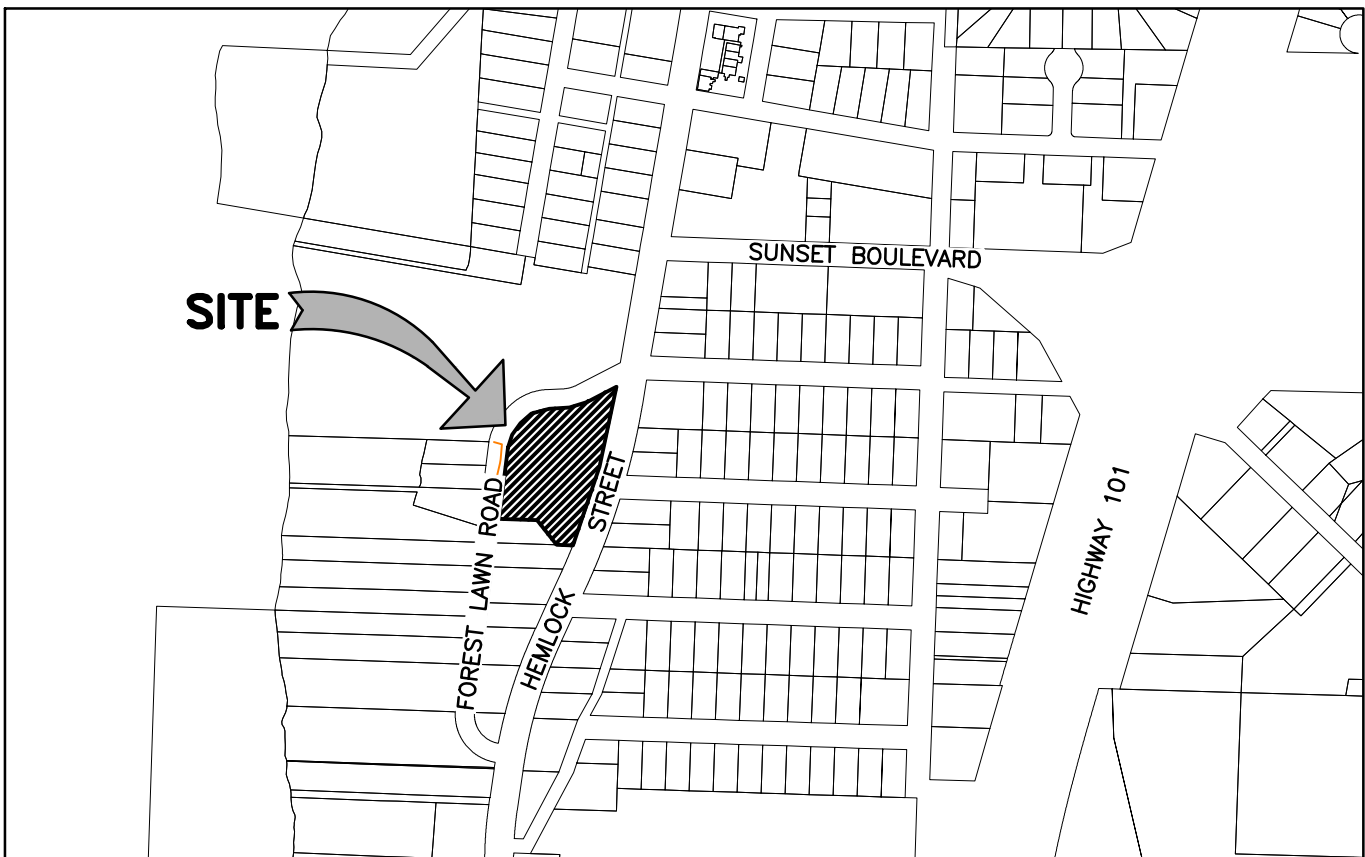 SUNSET BOULEVARD
SITE
HIGHWAY 101
HEMLOCK STREET
FOREST LAWN ROAD